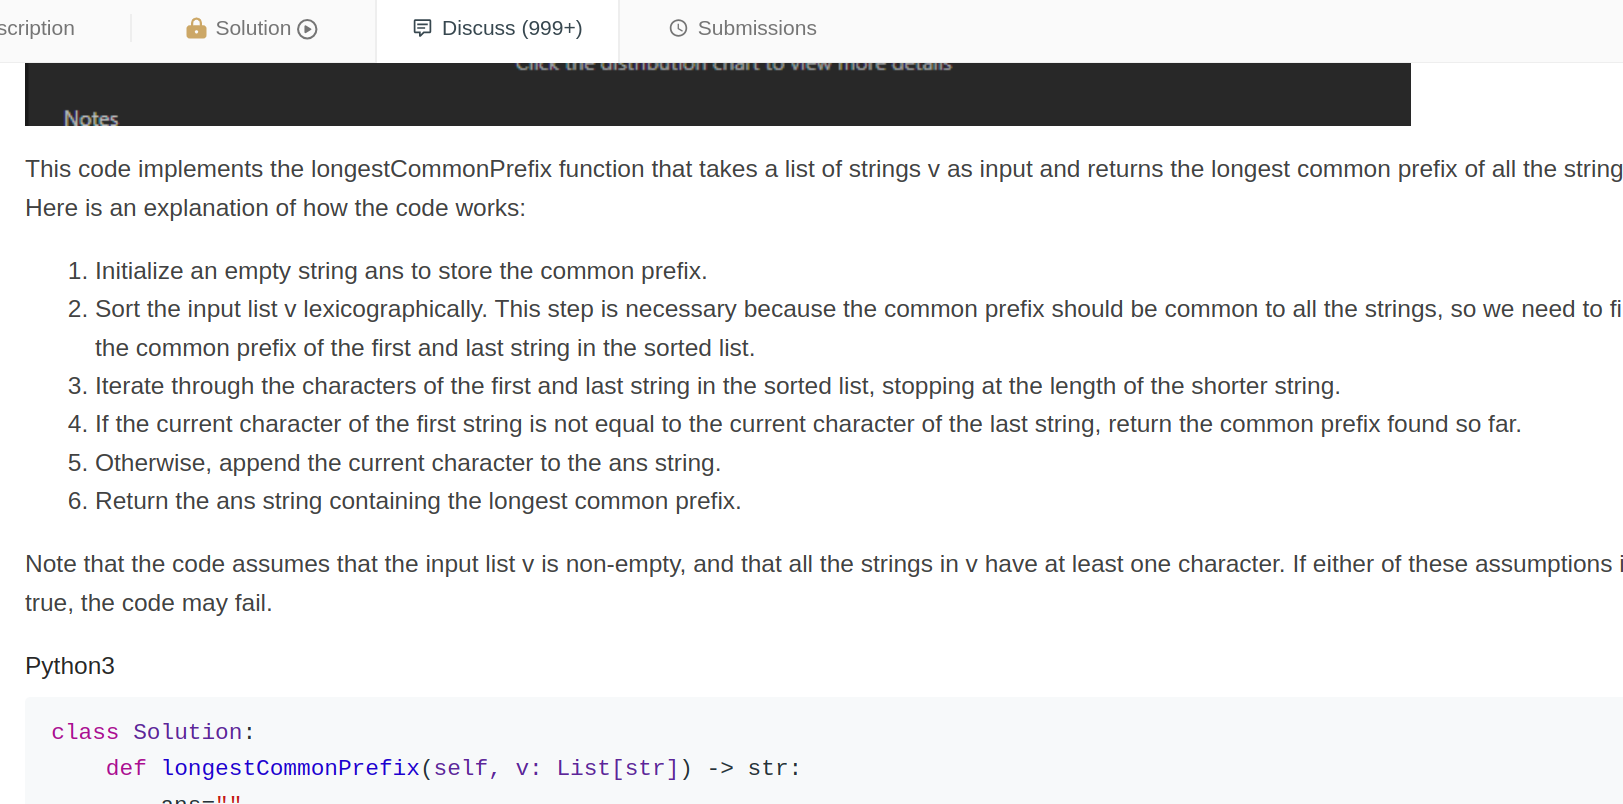 scription
Solution
Discuss (999+)
Submissions
Click the distribution chart to view more details
Notes
This code implements the longestCommonPrefix function that takes a list of strings v as input and returns the longest common prefix of all the string
Here is an explanation of how the code works:
1. Initialize an empty string ans to store the common prefix.
2. Sort the input list v lexicographically. This step is necessary because the common prefix should be common to all the strings, so we need to fi
the common prefix of the first and last string in the sorted list.
3. Iterate through the characters of the first and last string in the sorted list, stopping at the length of the shorter string.
4. If the current character of the first string is not equal to the current character of the last string, return the common prefix found so far.
5. Otherwise, append the current character to the ans string.
6. Return the ans string containing the longest common prefix.
Note that the code assumes that the input list v is non-empty, and that all the strings in v have at least one character. If either of these assumptions i
true, the code may fail.
Python3
class Solution:
def longestCommonPrefix(self, v: List[str]) -> str:
ans=""